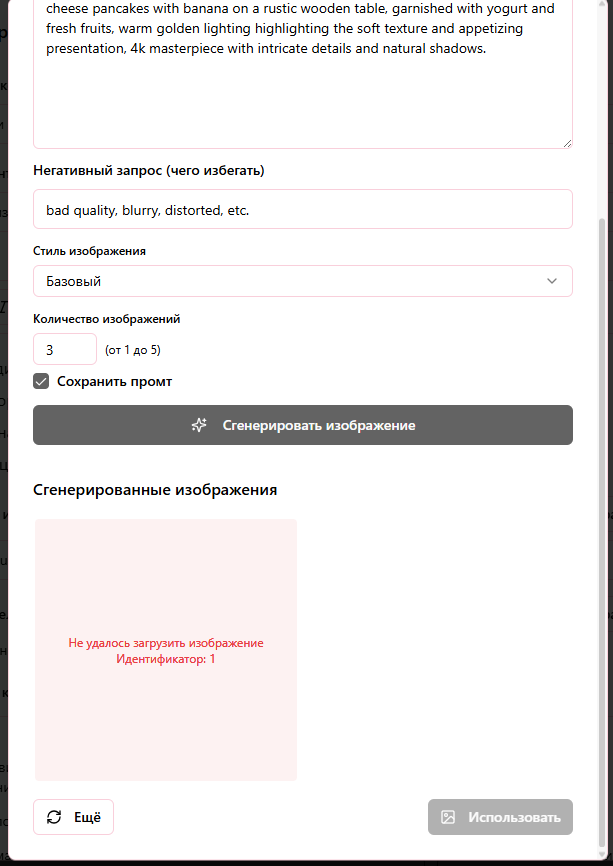 cheese pancakes with banana on a rustic wooden table, garnished with yogurt and
fresh fruits, warm golden lighting highlighting the soft texture and appetizing
presentation, 4k masterpiece with intricate details and natural shadows.
Негативный запрос (чего избегать)
bad quality, blurry, distorted, etc.
Стиль изображения
Базовый
Количество изображений
3 (от 1 до 5)
Сохранить промт
Сгенерировать изображение
Сгенерированные изображения
Не удалось загрузить изображение
Идентификатор: 1
Ещё Использовать